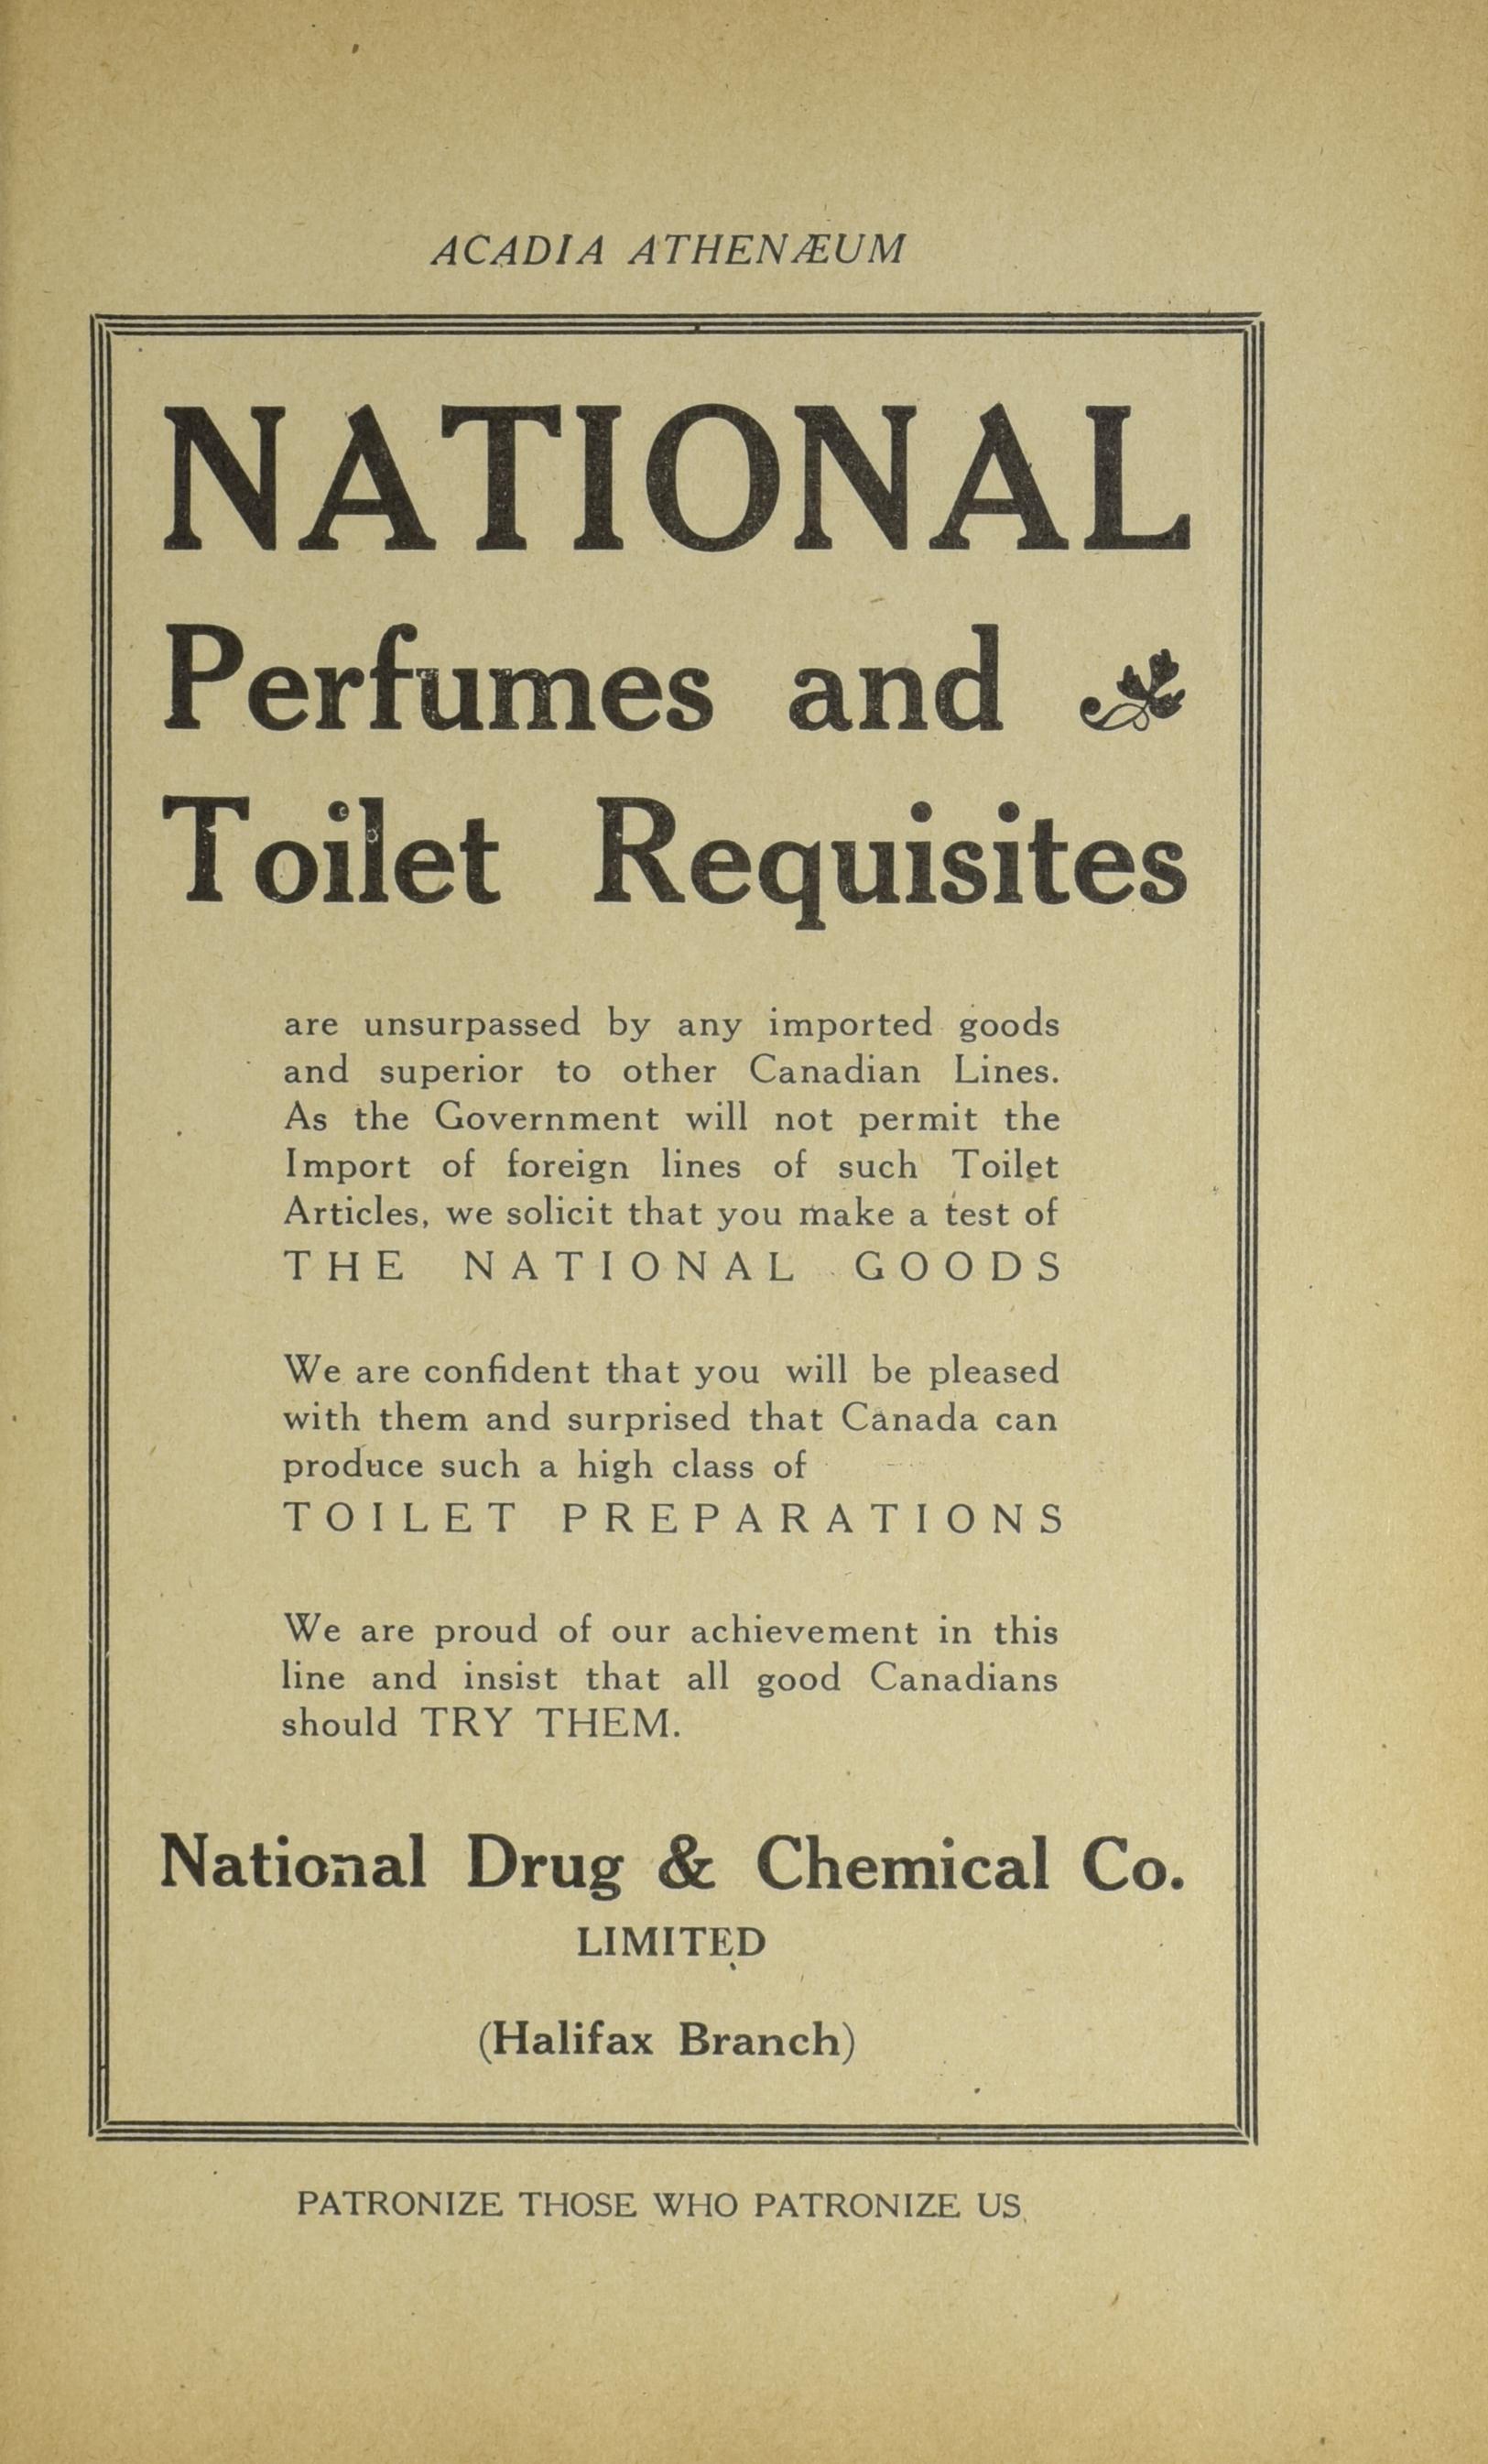 ACADIA ATHENÆUM
NATIONAL
Perfumes and
Toilet Requisites
are unsurpassed by any imported goods
and superior to other Canadian Lines.
As the Government will not permit the
Import of foreign lines of such Toilet
Articles, we solicit that you make a test of
THE NATIONAL GOODS
We are confident that you will be pleased
with them and surprised that Canada can
produce such a high class of
TOILET PREPARATIONS
We are proud of our achievement in this
line and insist that all good Canadians
should TRY THEM.
National Drug & Chemical Co.
LIMITED
(Halifax Branch)
PATRONIZE THOSE WHO PATRONIZE US